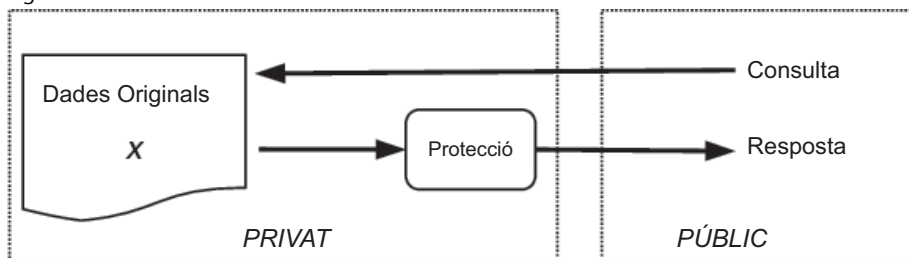 Consulta
Dades Originals
X
Protecció
Resposta
PRIVAT
PÚBLIC